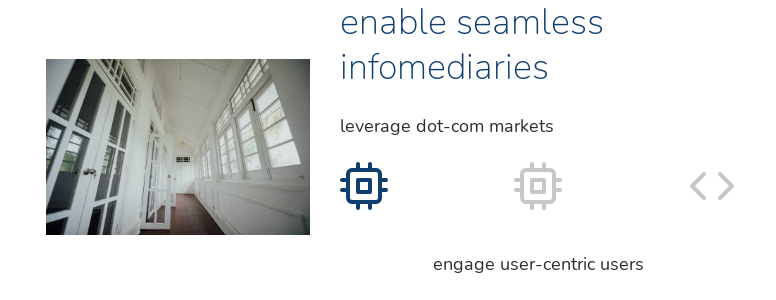 enable seamless
infomediaries
leverage dot-com markets
engage user-centric users